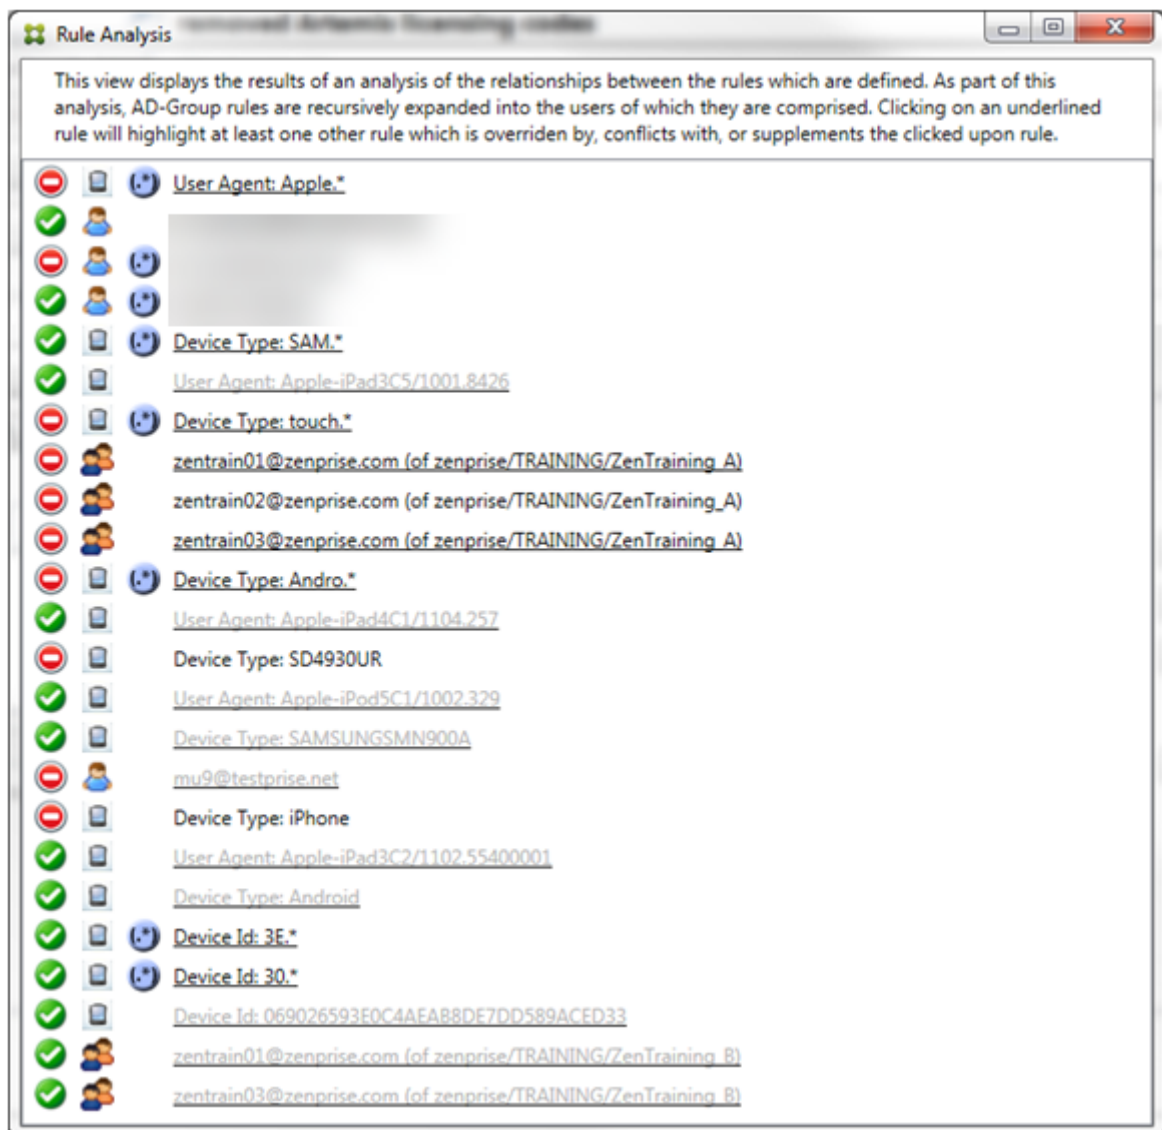 removed Artemis licensing codes
Rule Analysis
This view displays the results of an analysis of the relationships between the rules which are defined. As part of this
analysis, AD-Group rules are recursively expanded into the users of which they are comprised. Clicking on an underlined
rule will highlight at least one other rule which is overriden by, conflicts with, or supplements the clicked upon rule.
(.*) User Agent: Apple.*
(.*)
(.*)
(.*) Device Type: SAM.*
User Agent: Apple-iPad3C5/1001.8426
(.*) Device Type: touch.*
zentrain01@zenprise.com (of zenprise/TRAINING/ZenTraining_A)
zentrain02@zenprise.com (of zenprise/TRAINING/ZenTraining_A)
zentrain03@zenprise.com (of zenprise/TRAINING/ZenTraining_A)
(.*) Device Type: Andro.*
User Agent: Apple-iPad4C1/1104.257
Device Type: SD4930UR
User Agent: Apple-iPod5C1/1002.329
Device Type: SAMSUNGSMN900A
mu9@testprise.net
Device Type: iPhone
User Agent: Apple-iPad3C2/1102.55400001
Device Type: Android
(.*) Device Id: 3E.*
(.*) Device Id: 30.*
Device Id: 069026593E0C4AEAB8DE7DD589ACED33
zentrain01@zenprise.com (of zenprise/TRAINING/ZenTraining_B)
zentrain03@zenprise.com (of zenprise/TRAINING/ZenTraining_B)